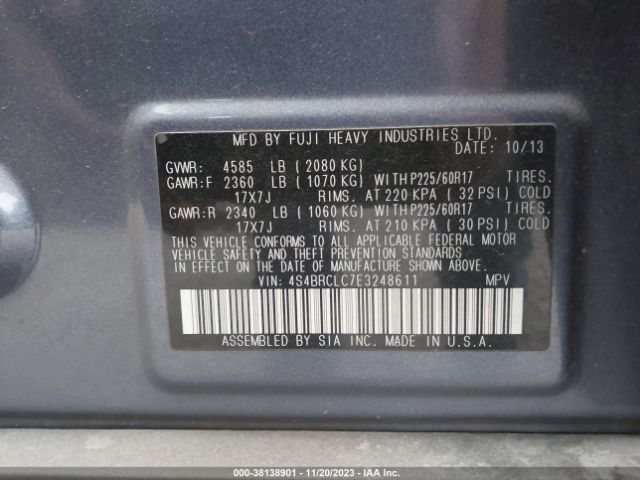 MFD BY FUJI HEAVY INDUSTRIES LTD.
DATE: 10/13
GVWR: 4585 LB ( 2080 KG)
GAWR:F 2360 LB ( 1070 KG) WITH P225/60R17 TIRES.
17X7J RIMS. AT 220 KPA ( 32 PSI) COLD
GAWR:R 2340 LB ( 1060 KG) WITH P225/60R17 TIRES.
17X7J RIMS. AT 210 KPA ( 30 PSI) COLD
THIS VEHICLE CONFORMS TO ALL APPLICABLE FEDERAL MOTOR
VEHICLE SAFETY AND THEFT PREVENTION STANDARDS
IN EFFECT ON THE DATE OF MANUFACTURE SHOWN ABOVE.
VIN: 4S4BRCLC7E3248611 MPV
ASSEMBLED BY SIA INC. MADE IN U.S.A.
000-38138901 - 11/20/2023 - IAA Inc.